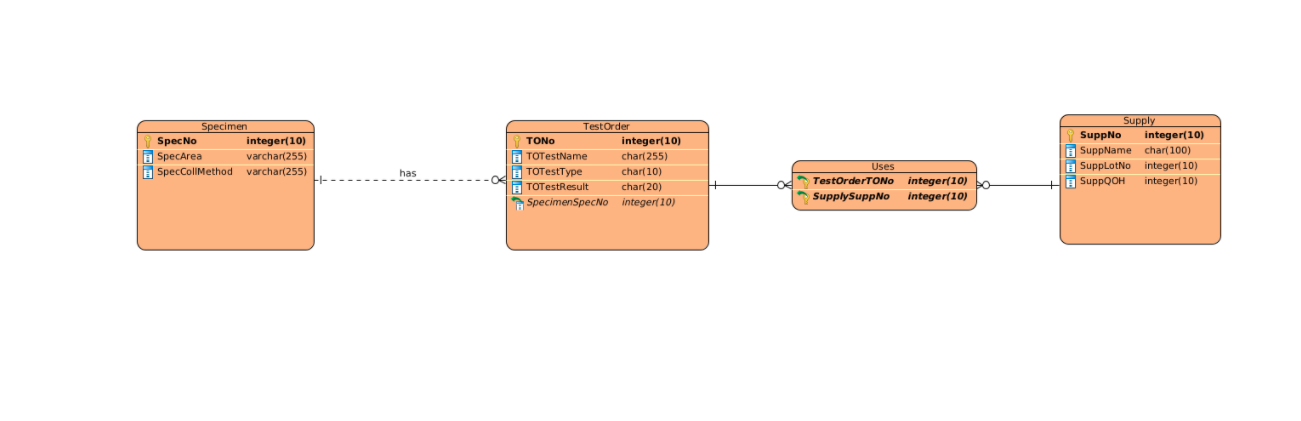 Specimen
SpecNo integer(10)
SpecArea varchar(255)
SpecCollMethod varchar(255)
has
TestOrder
TONo integer(10)
TOTestName char(255)
TOTestType char(10)
TOTestResult char(20)
SpecimenSpecNo integer(10)
Uses
TestOrderTONo integer(10)
SupplySuppNo integer(10)
Supply
SuppNo integer(10)
SuppName char(100)
SuppLotNo integer(10)
SuppQOH integer(10)